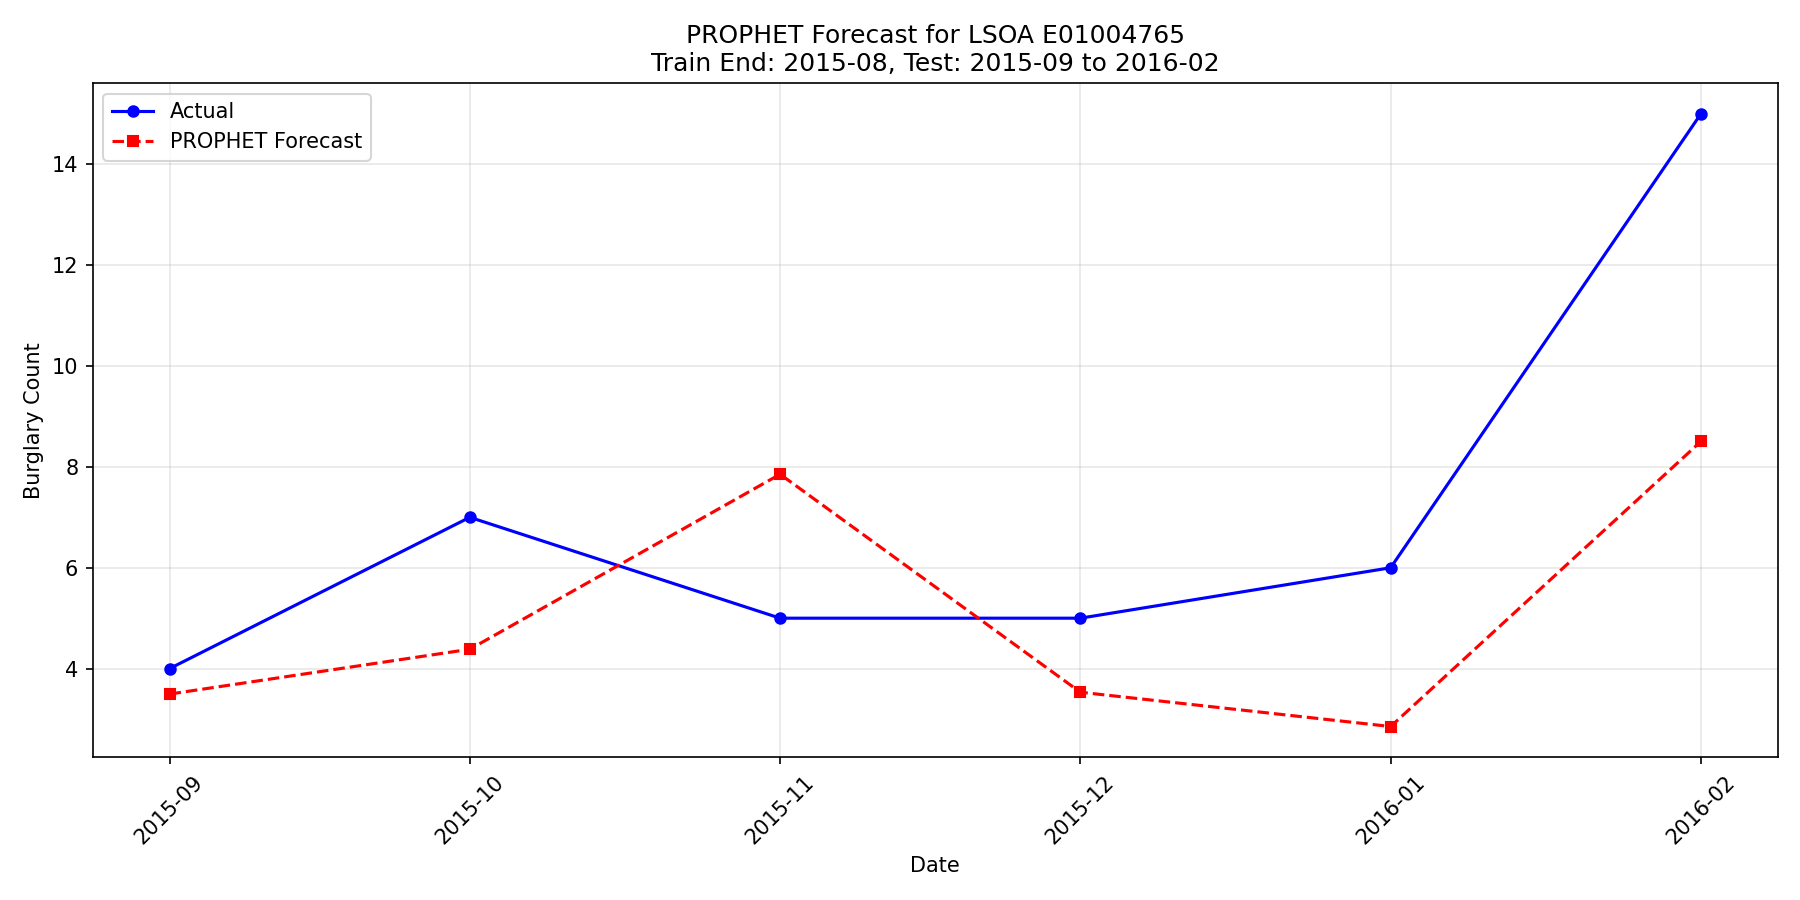 PROPHET Forecast for LSOA E01004765
Train End: 2015-08, Test: 2015-09 to 2016-02
Actual
PROPHET Forecast
Burglary Count
14
12
10
8
6
4
2015-09
2015-10
2015-11
2015-12
2016-01
2016-02
Date